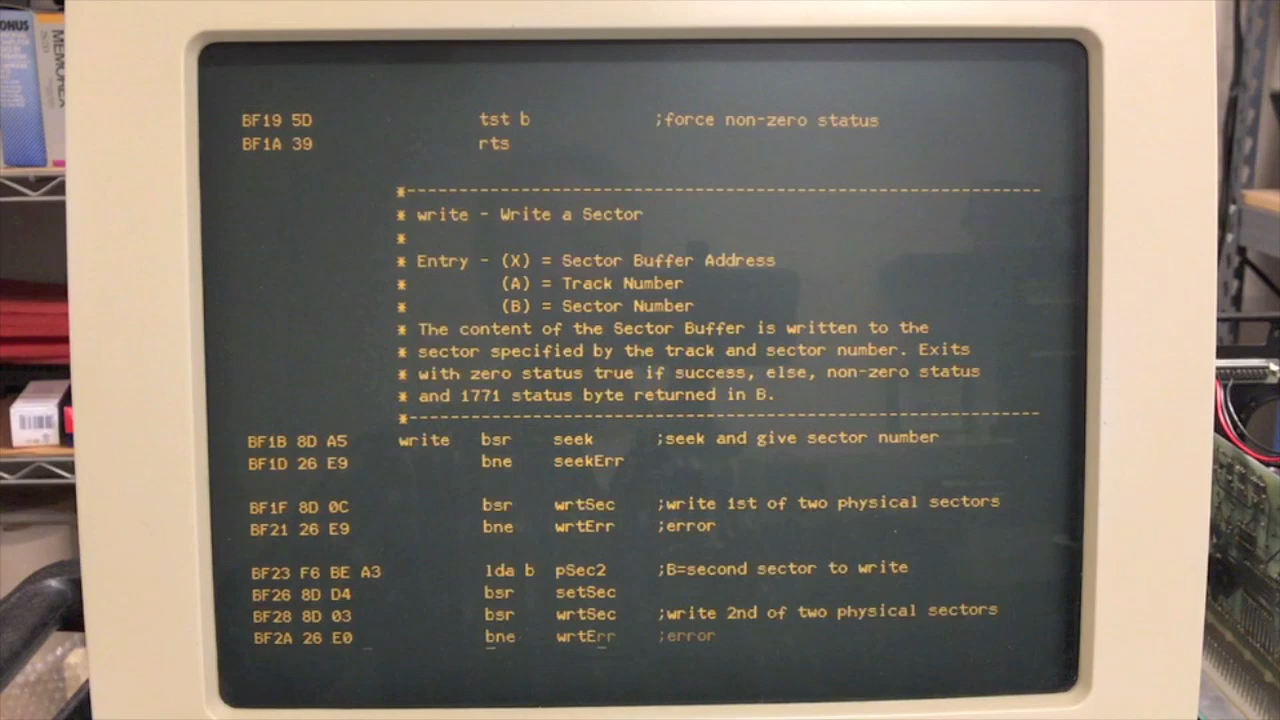 ONUS
MEMOREX
BF19 5D tst b ;force non-zero status
BF1A 39 rts
*------------------------------------------------------------
* write - Write a Sector
*
* Entry - (X) = Sector Buffer Address
* (A) = Track Number
* (B) = Sector Number
* The content of the Sector Buffer is written to the
* sector specified by the track and sector number. Exits
* with zero status true if success, else, non-zero status
* and 1771 status byte returned in B.
*------------------------------------------------------------
BF1B 8D A5 write bsr seek ;seek and give sector number
BF1D 26 E9 bne seekErr
BF1F 8D 0C bsr wrtSec ;write 1st of two physical sectors
BF21 26 E9 bne wrtErr ;error
BF23 F6 BE A3 lda b pSec2 ;B=second sector to write
BF26 8D D4 bsr setSec
BF28 8D 03 bsr wrtSec ;write 2nd of two physical sectors
BF2A 26 E0 bne wrtErr ;error